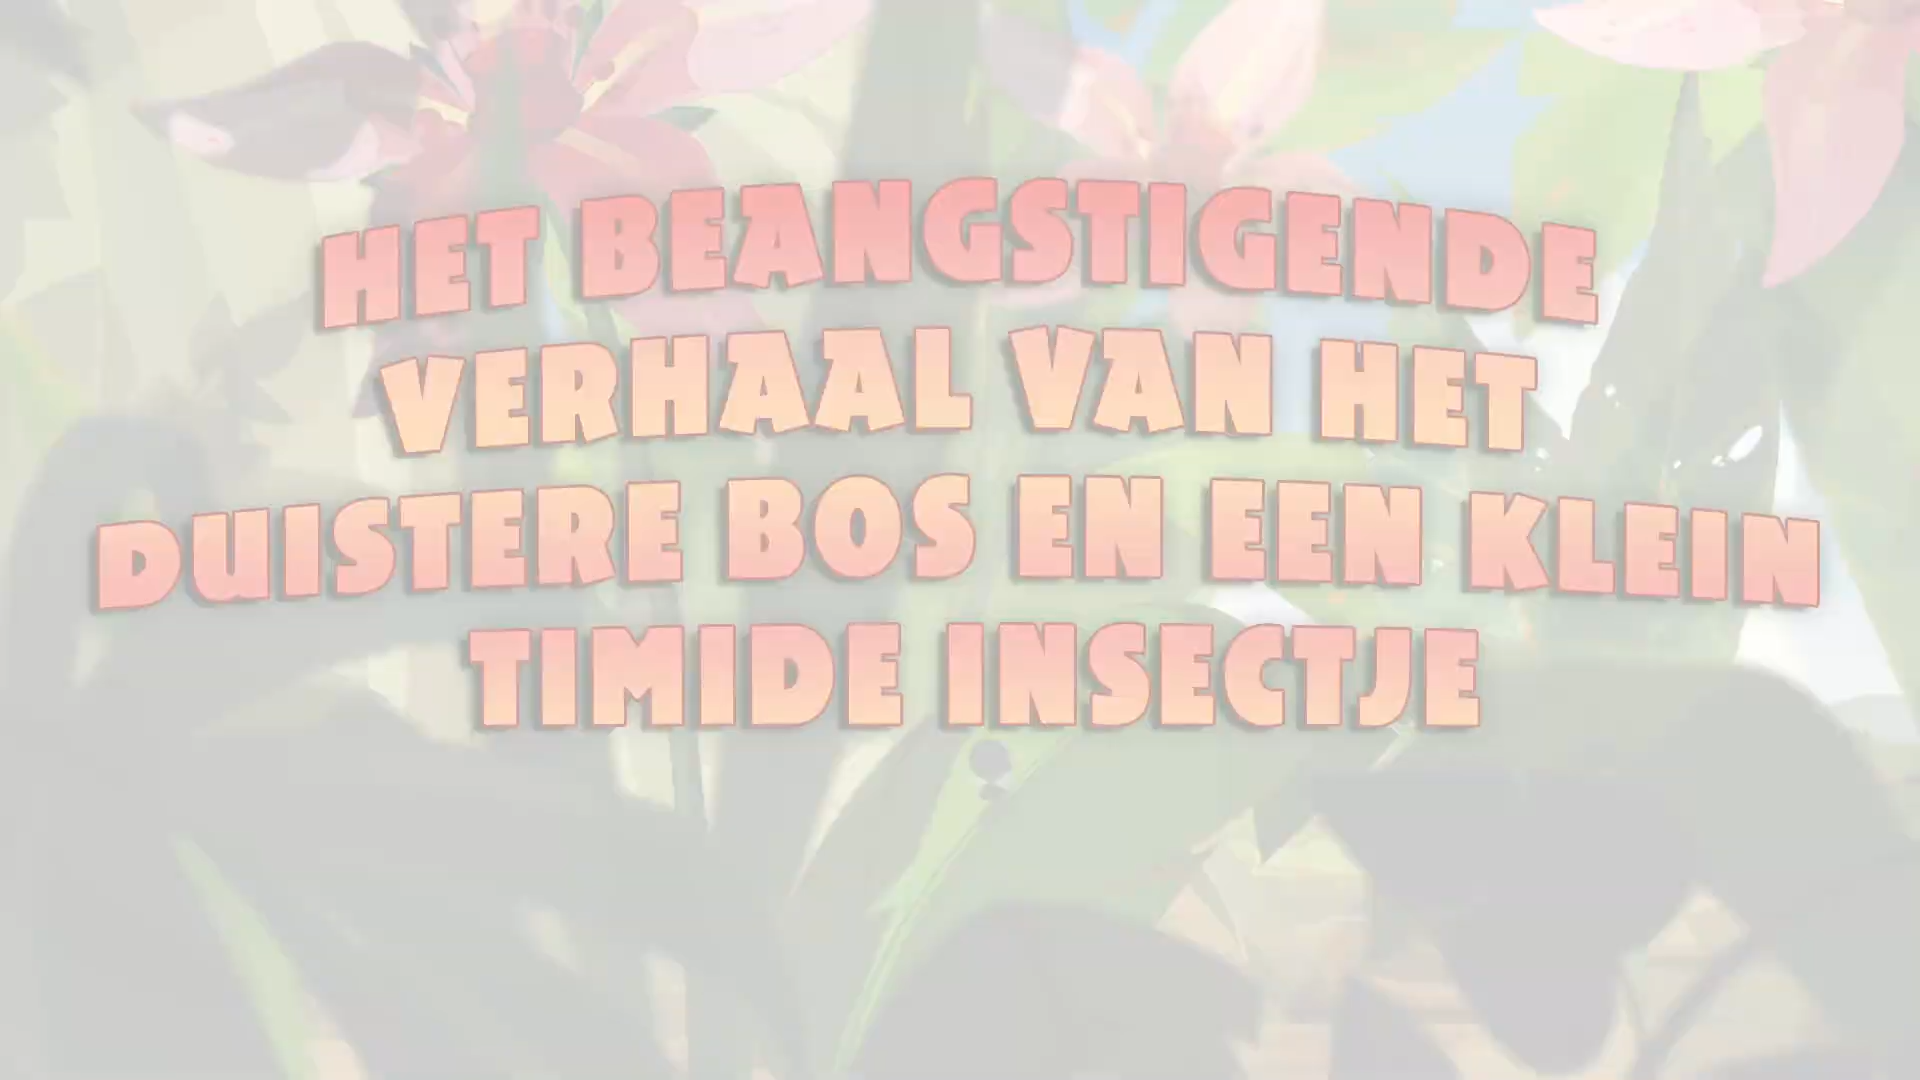 HET BEANGSTIGENDE
VERHAAL VAN HET
DUISTERE BOS EN EEN KLEIN
TIMIDE INSECTJE